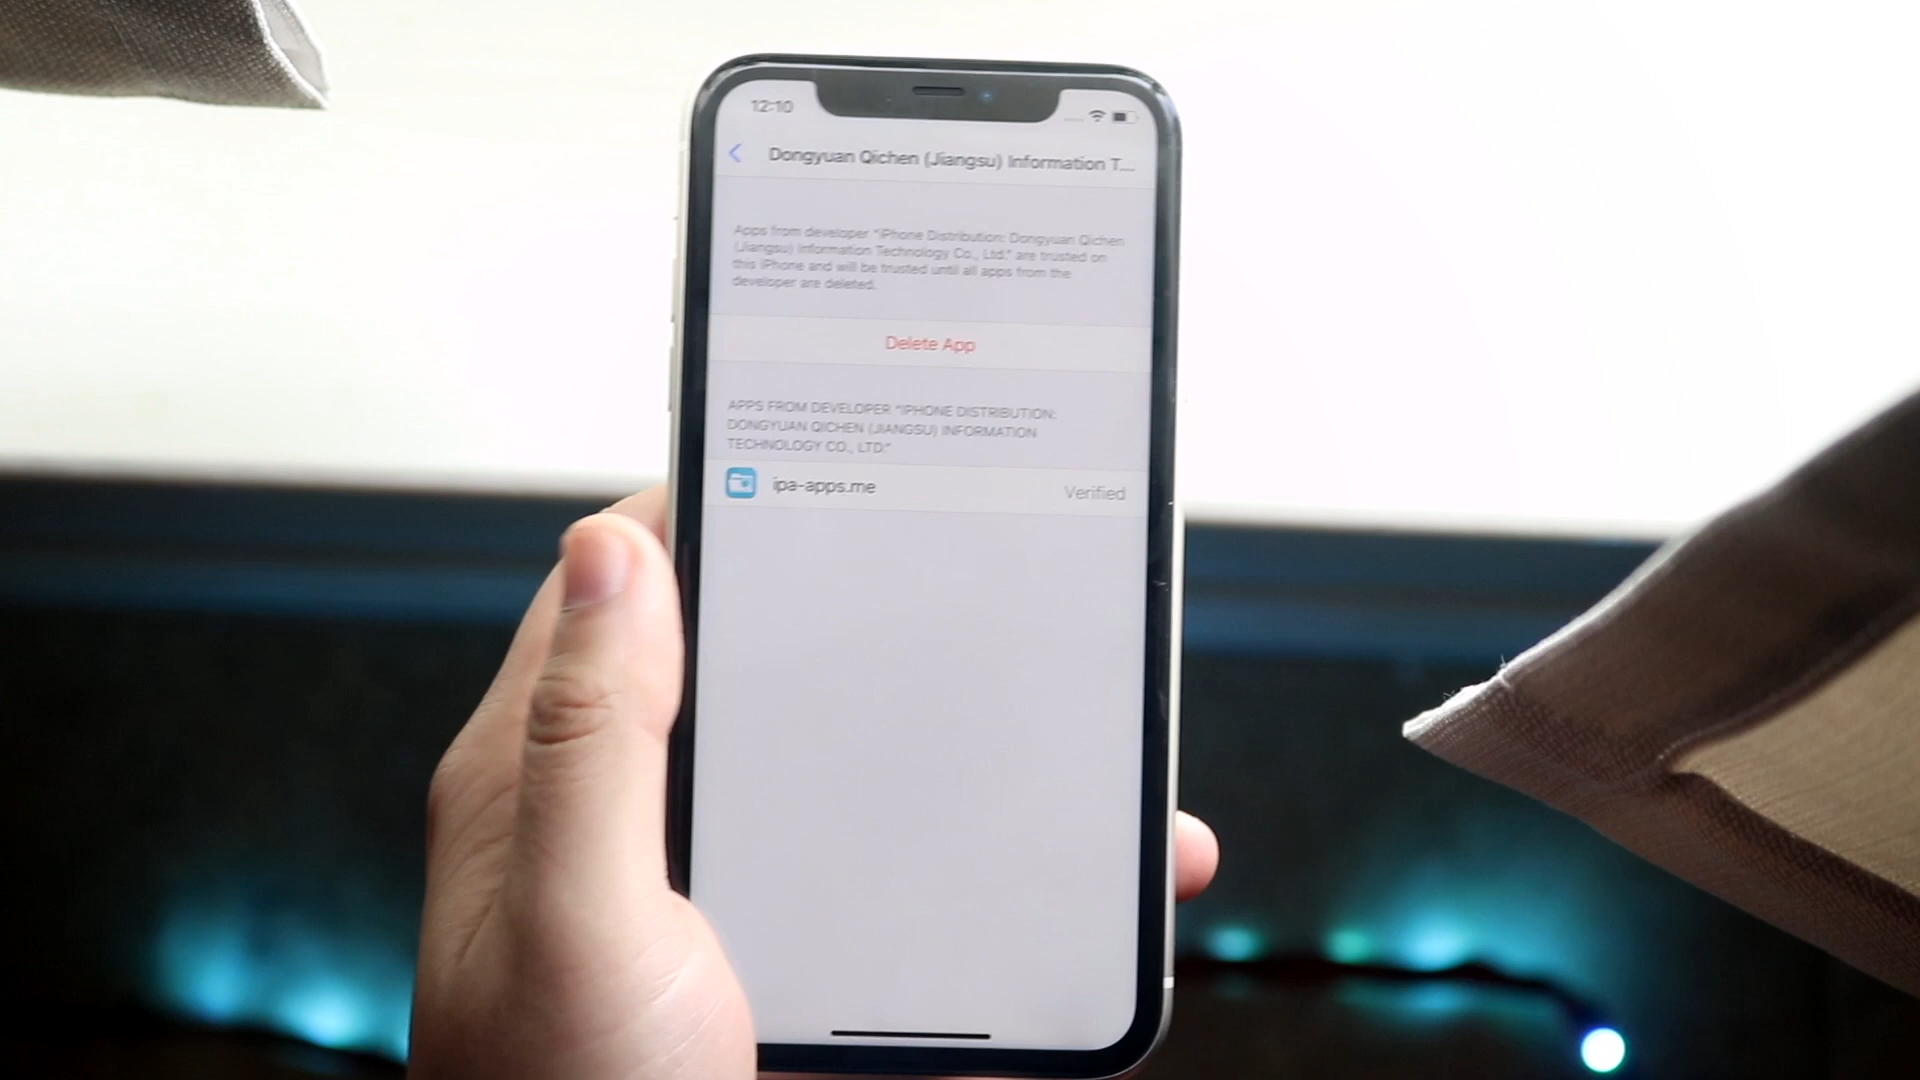 12:10
Dongyuan Qichen (Jiangsu) Information T...
Apps from developer "iPhone Distribution: Dongyuan Qichen
(Jiangsu) Information Technology Co., Ltd." are trusted on
this iPhone and will be trusted until all apps from the
developer are deleted.
Delete App
APPS FROM DEVELOPER "IPHONE DISTRIBUTION:
DONGYUAN QICHEN (JIANGSU) INFORMATION
TECHNOLOGY CO., LTD."
ipa-apps.me Verified